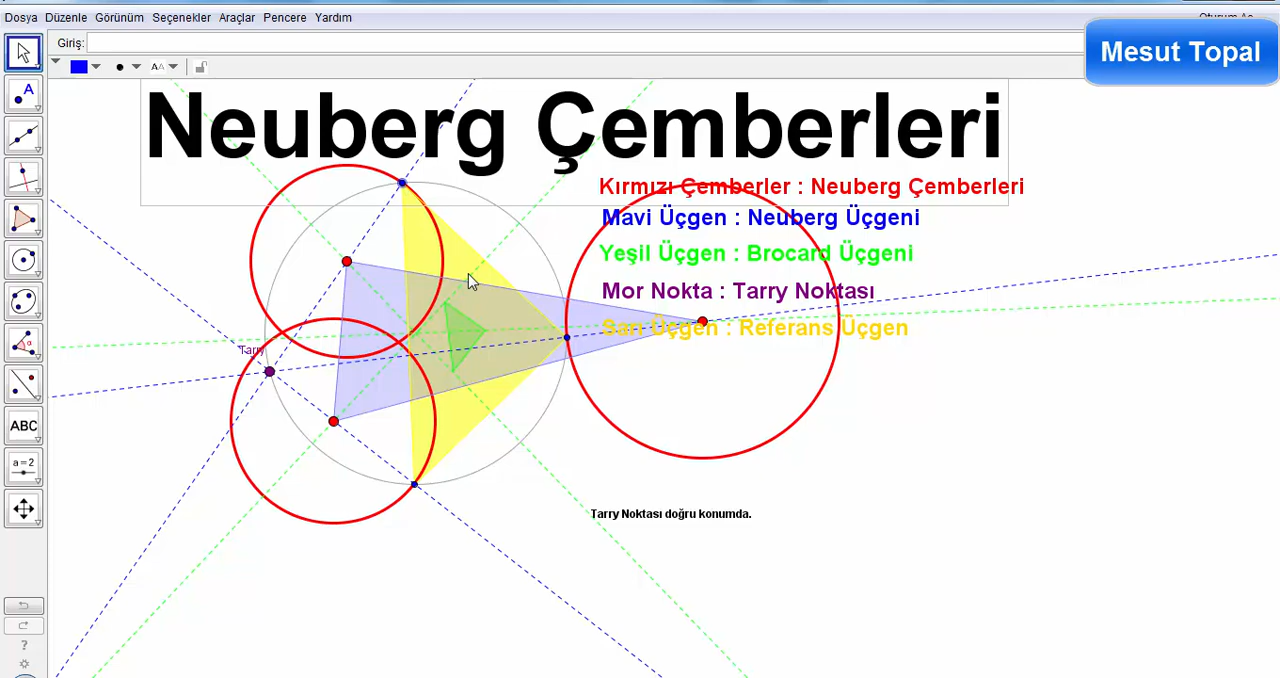 Dosya Düzenle Görünüm Seçenekler Araçlar Pencere Yardım
Giriş:
Mesut Topal
Neuberg Çemberleri
Kırmızı Çemberler : Neuberg Çemberleri
Mavi Üçgen : Neuberg Üçgeni
Yeşil Üçgen : Brocard Üçgeni
Mor Nokta : Tarry Noktası
Sarı Üçgen : Referans Üçgen
Tarry
Tarry Noktası doğru konumda.
A
ABC
a=2
AA
?